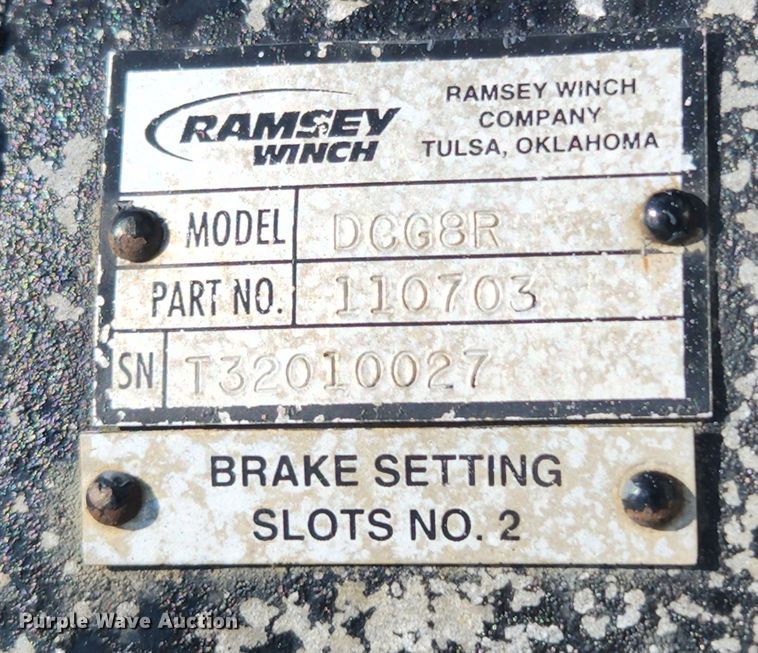 RAMSEY
WINCH
RAMSEY WINCH
COMPANY
TULSA, OKLAHOMA
MODEL DCG8R
PART NO. 110703
SN T32010027
BRAKE SETTING
SLOTS NO. 2
Purple Wave Auction